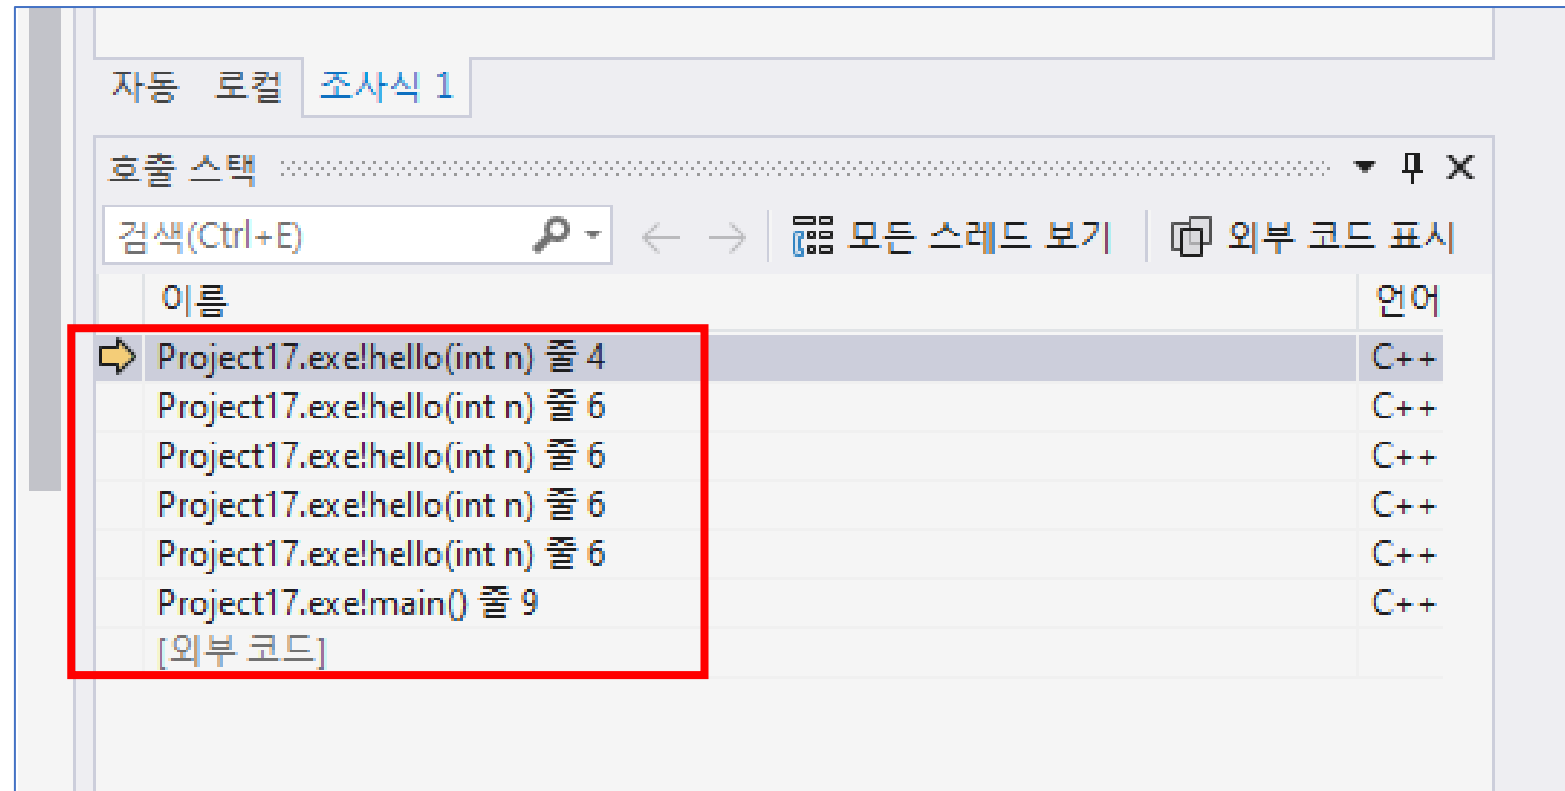 자동 로컬 조사식 1
호출 스택
검색(Ctrl+E) 모든 스레드 보기 외부 코드 표시
이름 언어
Project17.exe!hello(int n) 줄 4 C++
Project17.exe!hello(int n) 줄 6 C++
Project17.exe!hello(int n) 줄 6 C++
Project17.exe!hello(int n) 줄 6 C++
Project17.exe!hello(int n) 줄 6 C++
Project17.exe!main() 줄 9 C++
[외부 코드]